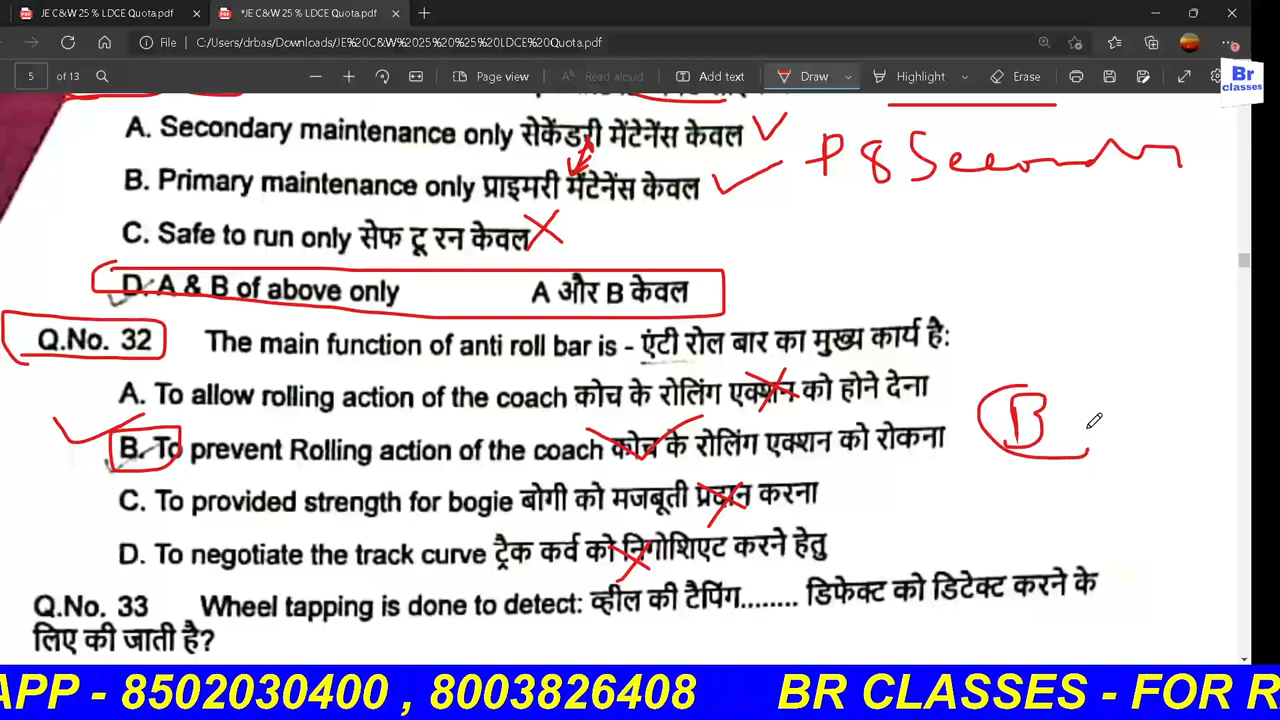 JE C&W 25 % LDCE Quota.pdf
*JE C&W 25 % LDCE Quota.pdf
File C:/Users/drbas/Downloads/JE%20C&W%2025%20%25%20LDCE%20Quota.pdf
5 of 13 Page view Read aloud Add text Draw Highlight Erase
Br classes
A. Secondary maintenance only सेकेंडरी मेंटेनेंस केवल
B. Primary maintenance only प्राइमरी मेंटेनेंस केवल
P & Secondary
C. Safe to run only सेफ टू रन केवल
D. A & B of above only A और B केवल
Q.No. 32 The main function of anti roll bar is - एंटी रोल बार का मुख्य कार्य है:
A. To allow rolling action of the coach कोच के रोलिंग एक्शन को होने देना
B. To prevent Rolling action of the coach कोच के रोलिंग एक्शन को रोकना
B
C. To provided strength for bogie बोगी को मजबूती प्रदान करना
D. To negotiate the track curve ट्रैक कर्व को निगोशिएट करने हेतु
Q.No. 33 Wheel tapping is done to detect: व्हील की टैपिंग........ डिफेक्ट को डिटेक्ट करने के
लिए की जाती है?
APP - 8502030400 , 8003826408 BR CLASSES - FOR R